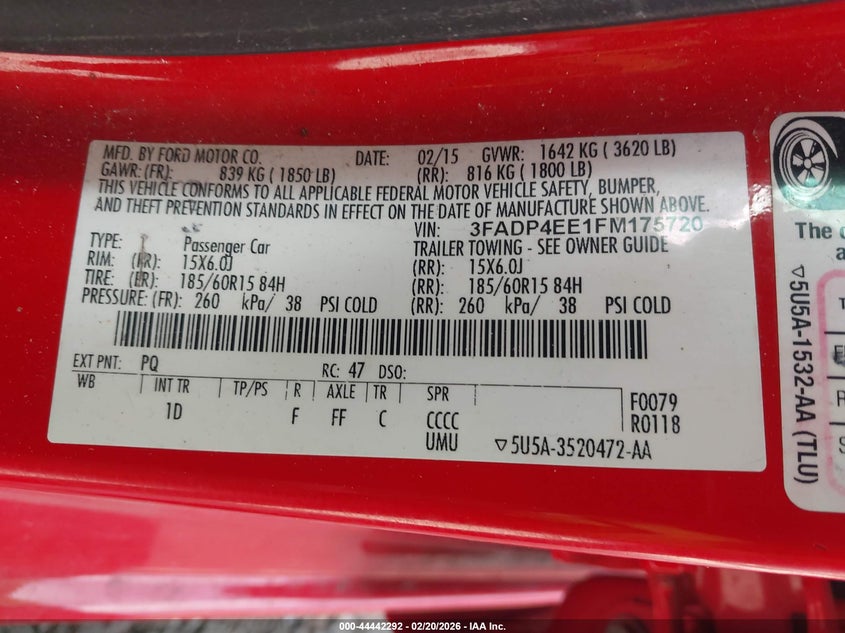 MFD. BY FORD MOTOR CO. DATE: 02/15 GVWR: 1642 KG ( 3620 LB)
GAWR: (FR): 839 KG ( 1850 LB) (RR): 816 KG ( 1800 LB)
THIS VEHICLE CONFORMS TO ALL APPLICABLE FEDERAL MOTOR VEHICLE SAFETY, BUMPER,
AND THEFT PREVENTION STANDARDS IN EFFECT ON THE DATE OF MANUFACTURE SHOWN ABOVE.
VIN: 3FADP4EE1FM175720
TYPE: Passenger Car TRAILER TOWING - SEE OWNER GUIDE
RIM: (FR): 15X6.0J (RR): 15X6.0J
TIRE: (FR): 185/60R15 84H (RR): 185/60R15 84H
PRESSURE: (FR): 260 kPa/ 38 PSI COLD (RR): 260 kPa/ 38 PSI COLD
EXT PNT: PQ RC: 47 DSO:
WB INT TR TP/PS R AXLE TR SPR F0079
1D F FF C CCCC R0118
UMU ▽5U5A-3520472-AA
The
▽5U5A-1532-AA (TLU)
000-44442292 - 02/20/2026 - IAA Inc.